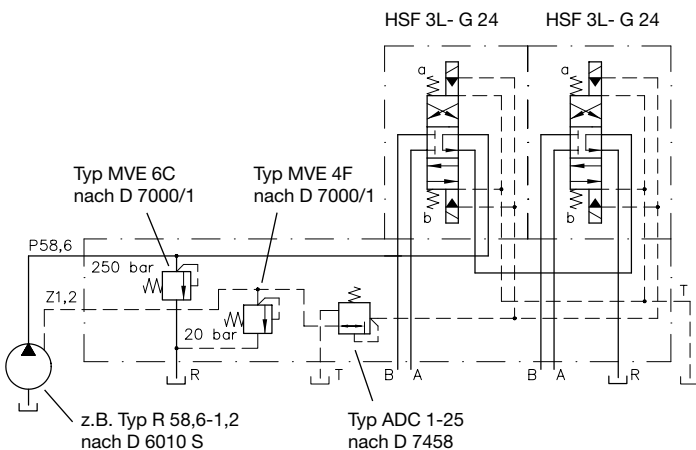 HSF 3L- G 24
HSF 3L- G 24
a
a
b
b
Typ MVE 6C
nach D 7000/1
Typ MVE 4F
nach D 7000/1
P58,6
250 bar
Z1,2
20 bar
T
R
T
B
A
B
A
R
z.B. Typ R 58,6-1,2
nach D 6010 S
Typ ADC 1-25
nach D 7458